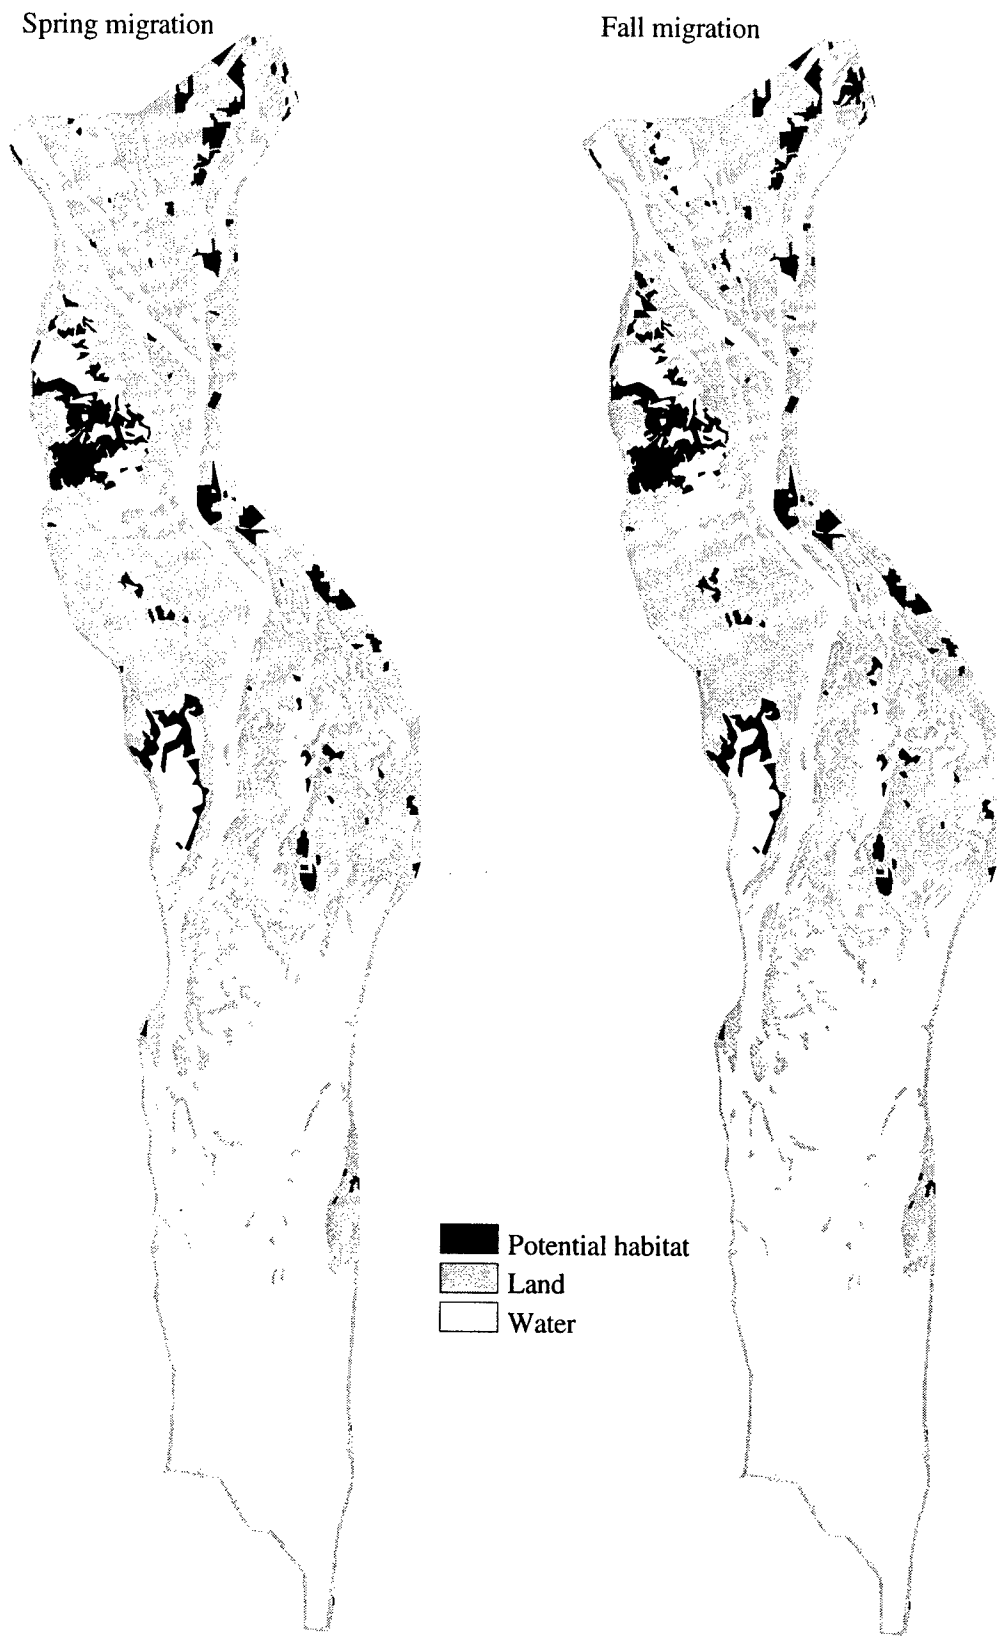 Spring migration
Fall migration
Potential habitat
Land
Water